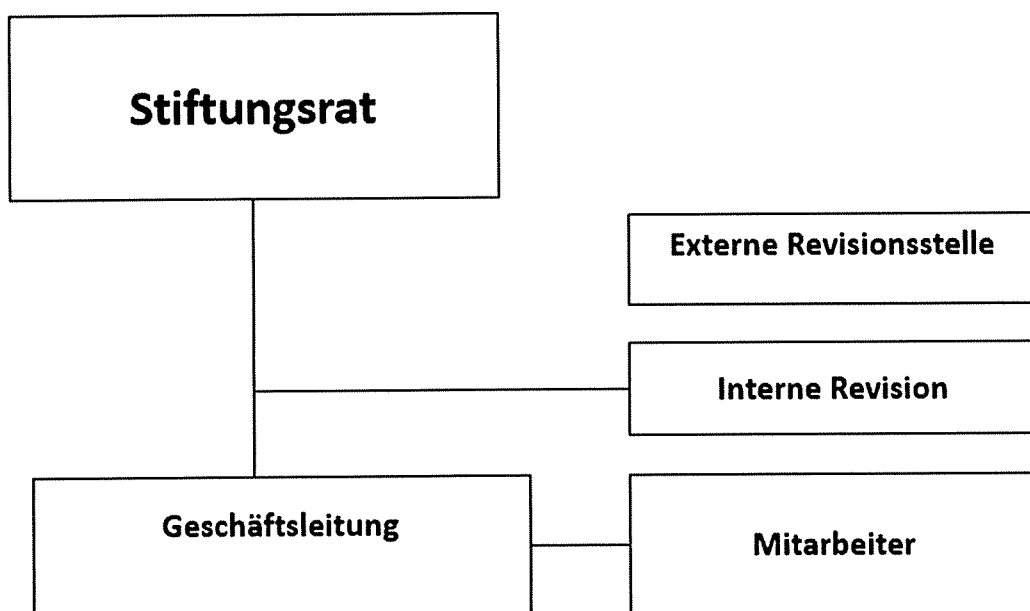 Stiftungsrat
Externe Revisionsstelle
Interne Revision
Geschäftsleitung
Mitarbeiter